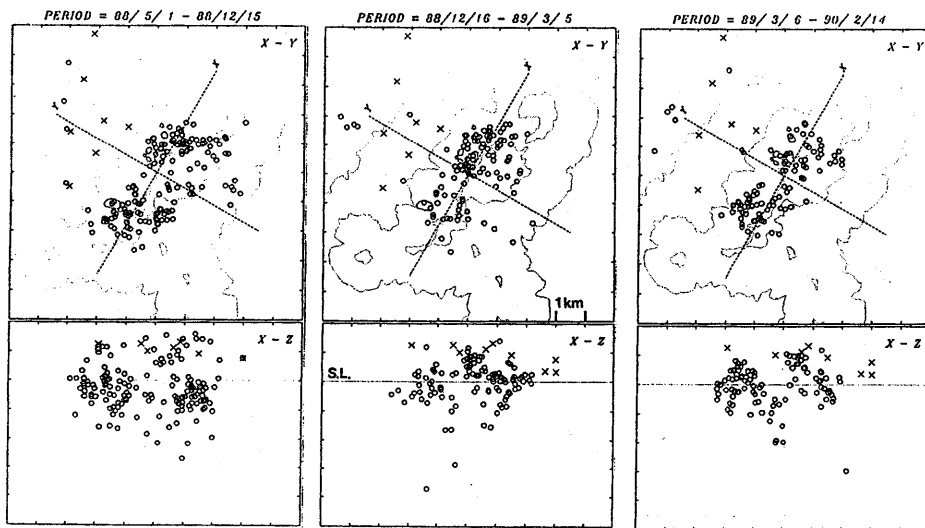 PERIOD = 88/ 5/ 1 - 88/12/15
PERIOD = 88/12/16 - 89/ 3/ 5
PERIOD = 89/ 3/ 6 - 90/ 2/14
X - Y
X - Y
X - Y
1km
X - Z
X - Z
X - Z
S.L.